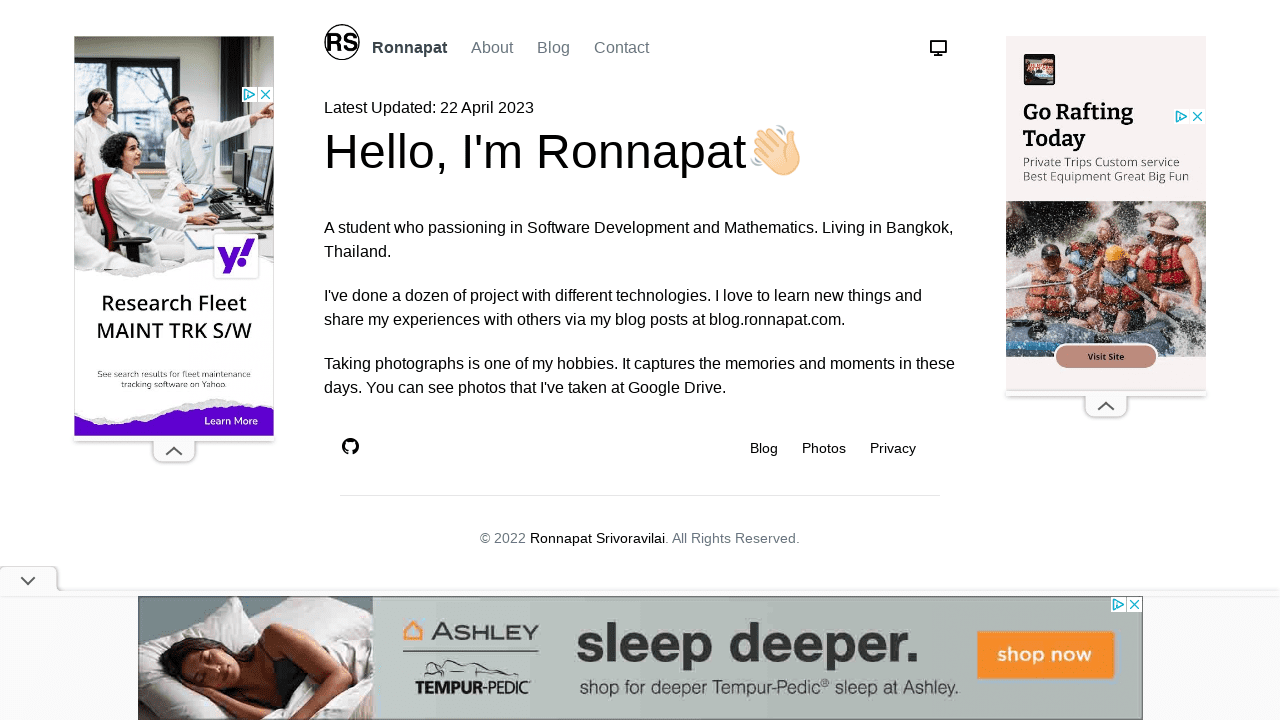 RS Ronnapat About Blog Contact
Latest Updated: 22 April 2023
Hello, I'm Ronnapat👋🏼
A student who passioning in Software Development and Mathematics. Living in Bangkok,
Thailand.
I've done a dozen of project with different technologies. I love to learn new things and
share my experiences with others via my blog posts at blog.ronnapat.com.
Taking photographs is one of my hobbies. It captures the memories and moments in these
days. You can see photos that I've taken at Google Drive.
Blog Photos Privacy
© 2022 Ronnapat Srivoravilai. All Rights Reserved.
y!
Research Fleet
MAINT TRK S/W
See search results for fleet maintenance
tracking software on Yahoo.
Learn More
Go Rafting
Today
Private Trips Custom service
Best Equipment Great Big Fun
Visit Site
ASHLEY
TEMPUR-PEDIC®
sleep deeper.
shop for deeper Tempur-Pedic® sleep at Ashley.
shop now